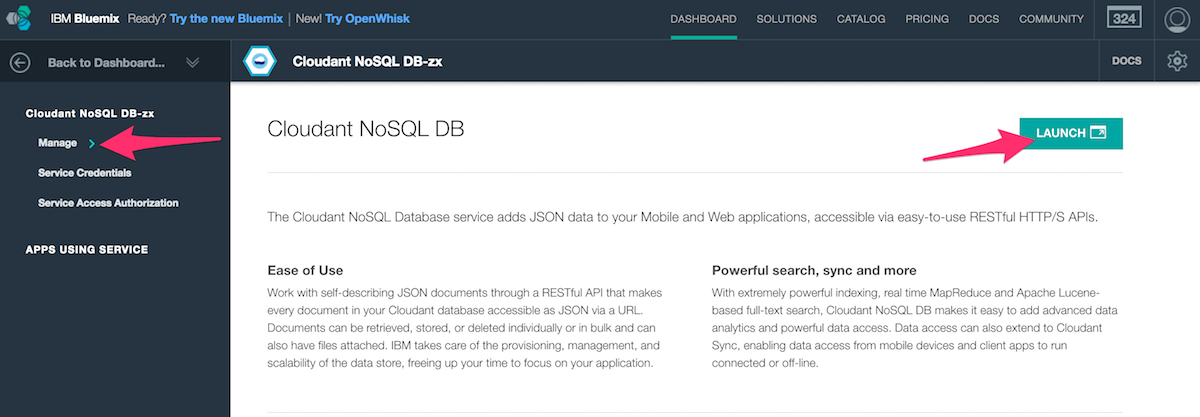 IBM Bluemix Ready? Try the new Bluemix | New! Try OpenWhisk
DASHBOARD SOLUTIONS CATALOG PRICING DOCS COMMUNITY 324
Back to Dashboard...
Cloudant NoSQL DB-zx
DOCS
Cloudant NoSQL DB-zx
Manage
Service Credentials
Service Access Authorization
APPS USING SERVICE
Cloudant NoSQL DB
LAUNCH
The Cloudant NoSQL Database service adds JSON data to your Mobile and Web applications, accessible via easy-to-use RESTful HTTP/S APIs.
Ease of Use
Work with self-describing JSON documents through a RESTful API that makes
every document in your Cloudant database accessible as JSON via a URL.
Documents can be retrieved, stored, or deleted individually or in bulk and can
also have files attached. IBM takes care of the provisioning, management, and
scalability of the data store, freeing up your time to focus on your application.
Powerful search, sync and more
With extremely powerful indexing, real time MapReduce and Apache Lucene-
based full-text search, Cloudant NoSQL DB makes it easy to add advanced data
analytics and powerful data access. Data access can also extend to Cloudant
Sync, enabling data access from mobile devices and client apps to run
connected or off-line.